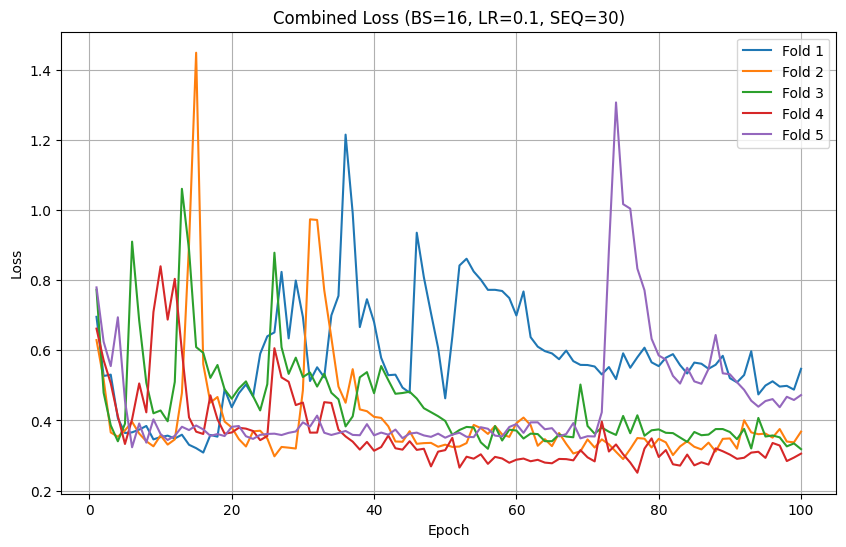 Combined Loss (BS=16, LR=0.1, SEQ=30)
Loss
1.4
1.2
1.0
0.8
0.6
0.4
0.2
Fold 1
Fold 2
Fold 3
Fold 4
Fold 5
0 20 40 60 80 100
Epoch